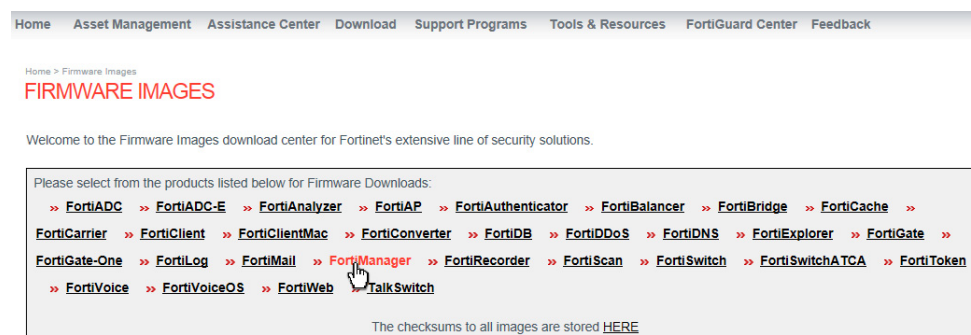 Home Asset Management Assistance Center Download Support Programs Tools & Resources FortiGuard Center Feedback
Home > Firmware Images
FIRMWARE IMAGES
Welcome to the Firmware Images download center for Fortinet's extensive line of security solutions.
Please select from the products listed below for Firmware Downloads:
» FortiADC » FortiADC-E » FortiAnalyzer » FortiAP » FortiAuthenticator » FortiBalancer » FortiBridge » FortiCache »
FortiCarrier » FortiClient » FortiClientMac » FortiConverter » FortiDB » FortiDDoS » FortiDNS » FortiExplorer » FortiGate »
FortiGate-One » FortiLog » FortiMail » FortiManager » FortiRecorder » FortiScan » FortiSwitch » FortiSwitchATCA » FortiToken
» FortiVoice » FortiVoiceOS » FortiWeb » TalkSwitch
The checksums to all images are stored HERE